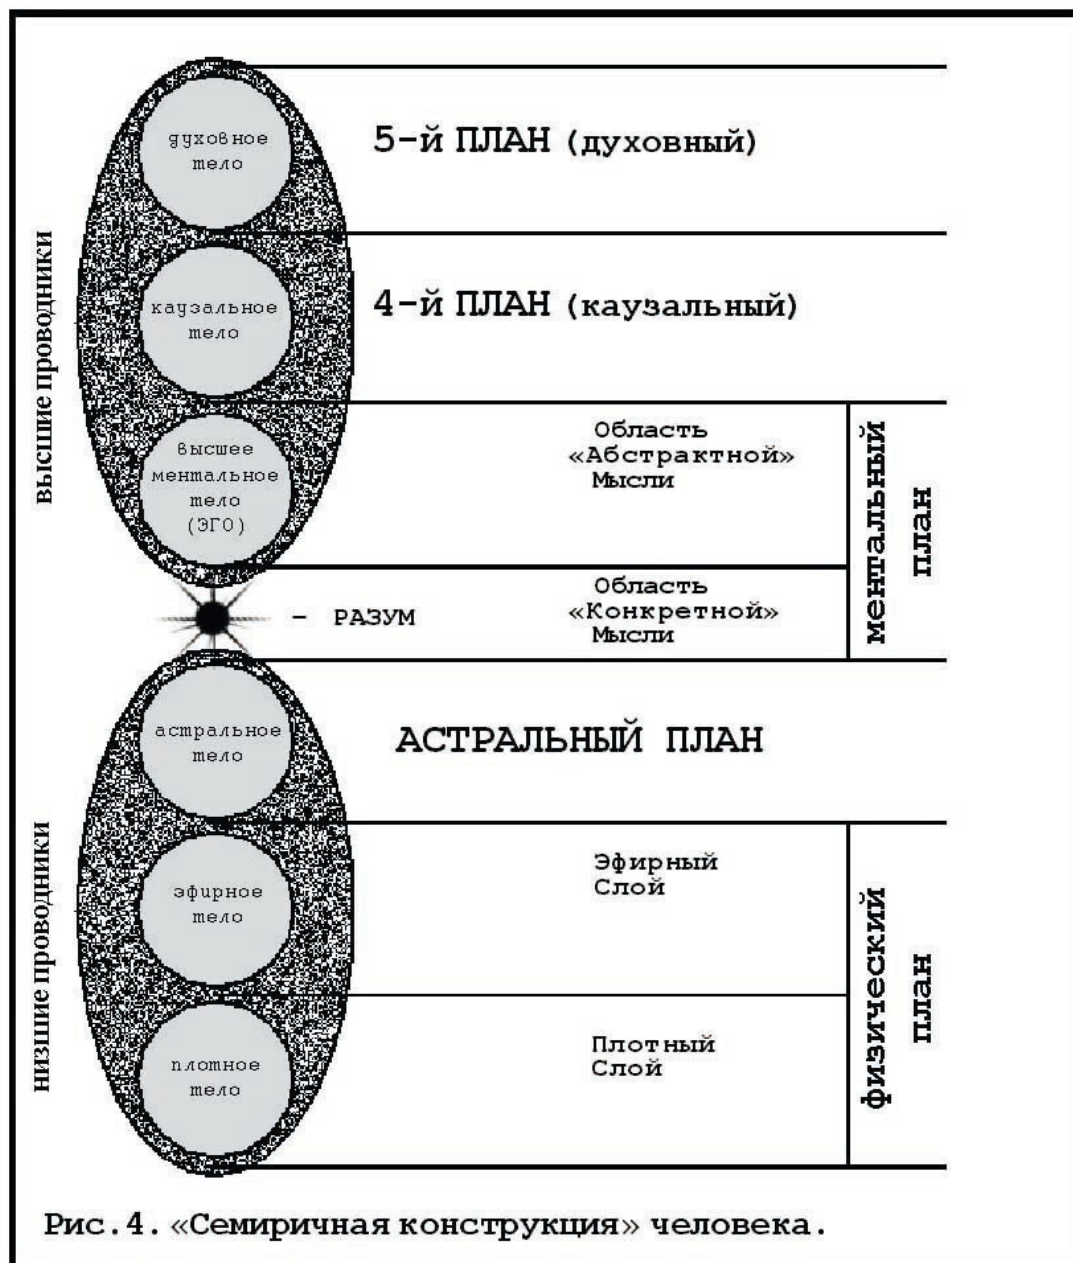 духовное
тело
5-й ПЛАН (духовный)
высшие проводники
каузальное
тело
4-й ПЛАН (каузальный)
высшее
ментальное
тело
(ЭГО)
Область
«Абстрактной»
Мысли
ментальный
план
– РАЗУМ
Область
«Конкретной»
Мысли
астральное
тело
АСТРАЛЬНЫЙ ПЛАН
низшие проводники
эфирное
тело
Эфирный
Слой
физический
план
плотное
тело
Плотный
Слой
Рис.4. «Семиричная конструкция» человека.